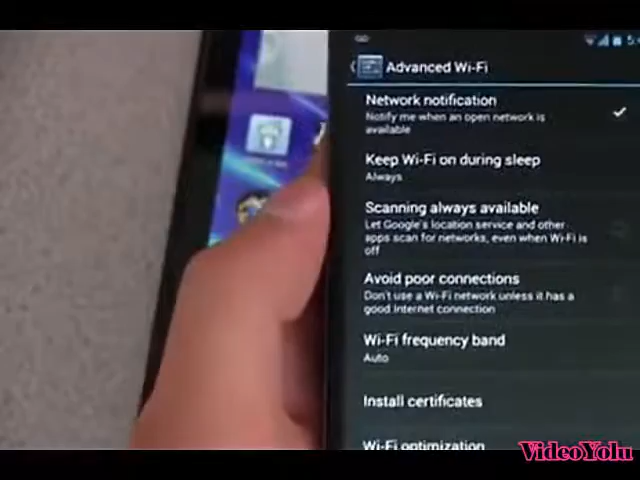 Advanced Wi-Fi
Network notification
Notify me when an open network is
available
Keep Wi-Fi on during sleep
Always
Scanning always available
Let Google's location service and other
apps scan for networks, even when Wi-Fi is
off
Avoid poor connections
Don't use a Wi-Fi network unless it has a
good Internet connection
Wi-Fi frequency band
Auto
Install certificates
Wi-Fi optimization
VideoYolu